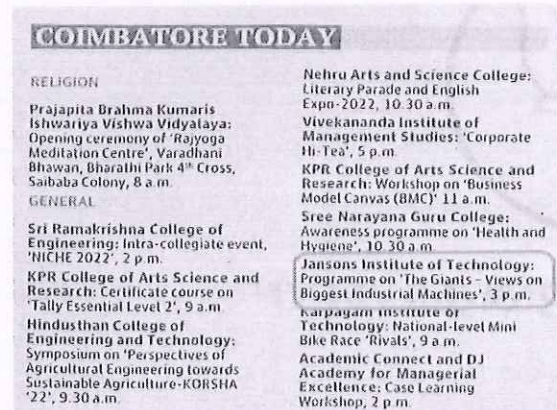 COIMBATORE TODAY
RELIGION
Prajapita Brahma Kumaris
Ishwariya Vishwa Vidyalaya:
Opening ceremony of 'Rajyoga
Meditation Centre', Varadhani
Bhawan, Bharathi Park 4th Cross,
Saibaba Colony, 8 a.m.
GENERAL
Sri Ramakrishna College of
Engineering: Intra-collegiate event,
'NICHE 2022', 2 p.m.
KPR College of Arts Science and
Research: Certificate course on
'Tally Essential Level 2', 9 a.m.
Hindusthan College of
Engineering and Technology:
Symposium on 'Perspectives of
Agricultural Engineering towards
Sustainable Agriculture-KORSHA
'22', 9.30 a.m.
Nehru Arts and Science College:
Literary Parade and English
Expo-2022, 10.30 a.m.
Vivekananda Institute of
Management Studies: 'Corporate
Hi-Tea', 5 p.m.
KPR College of Arts Science and
Research: Workshop on 'Business
Model Canvas (BMC)' 11 a.m.
Sree Narayana Guru College:
Awareness programme on 'Health and
Hygiene', 10.30 a.m.
Jansons Institute of Technology:
Programme on 'The Giants – Views on
Biggest Industrial Machines', 3 p.m.
Karpagam Institute of
Technology: National-level Mini
Bike Race 'Rivals', 9 a.m.
Academic Connect and DJ
Academy for Managerial
Excellence: Case Learning
Workshop, 2 p.m.